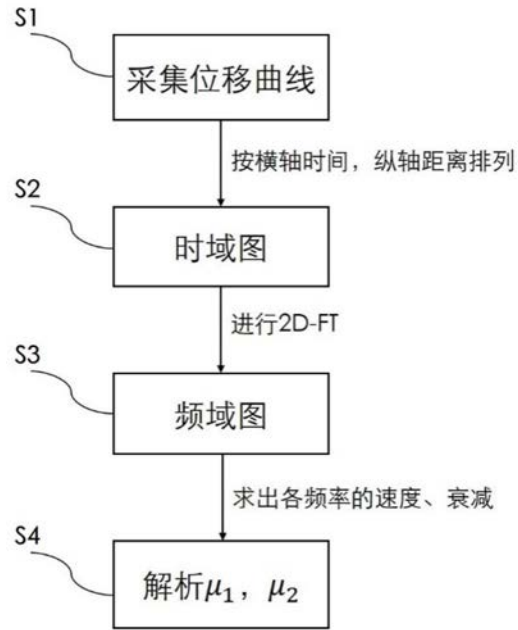 S1
采集位移曲线
按横轴时间，纵轴距离排列
S2
时域图
进行2D-FT
S3
频域图
求出各频率的速度、衰减
S4
解析μ₁，μ₂